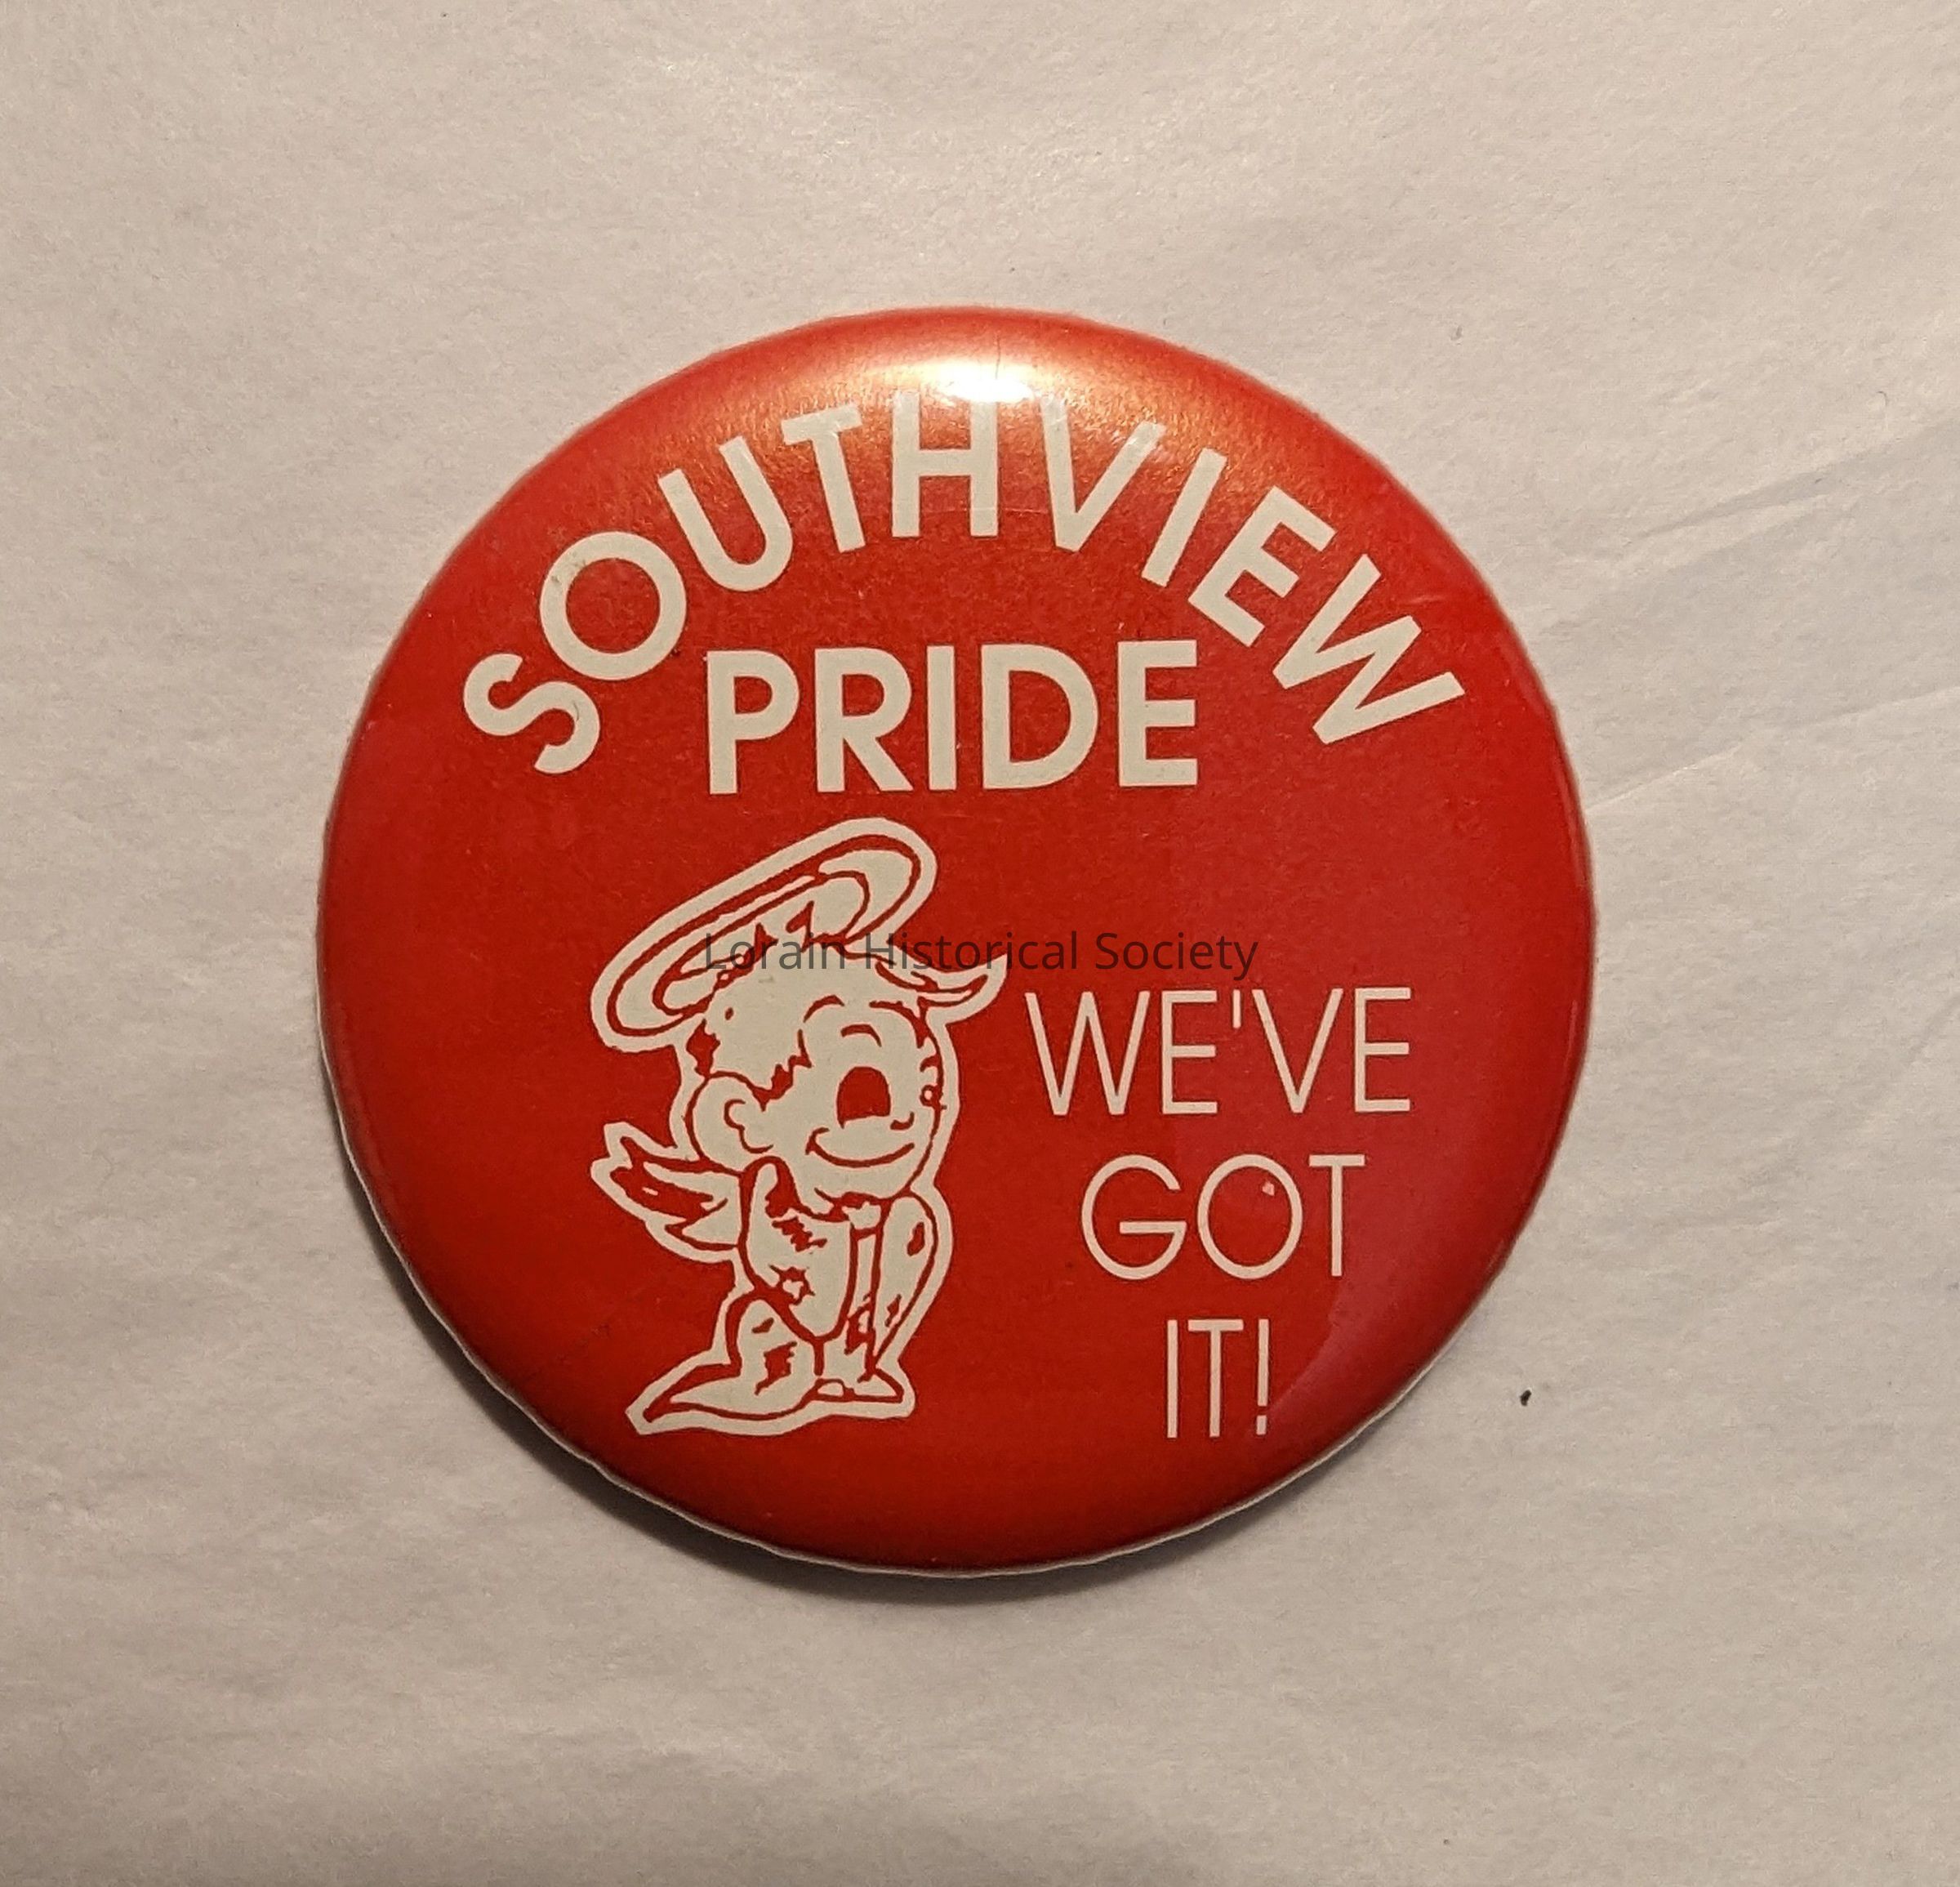 SOUTHVIEW
PRIDE
Lorain Historical Society
WE'VE
GOT
IT!